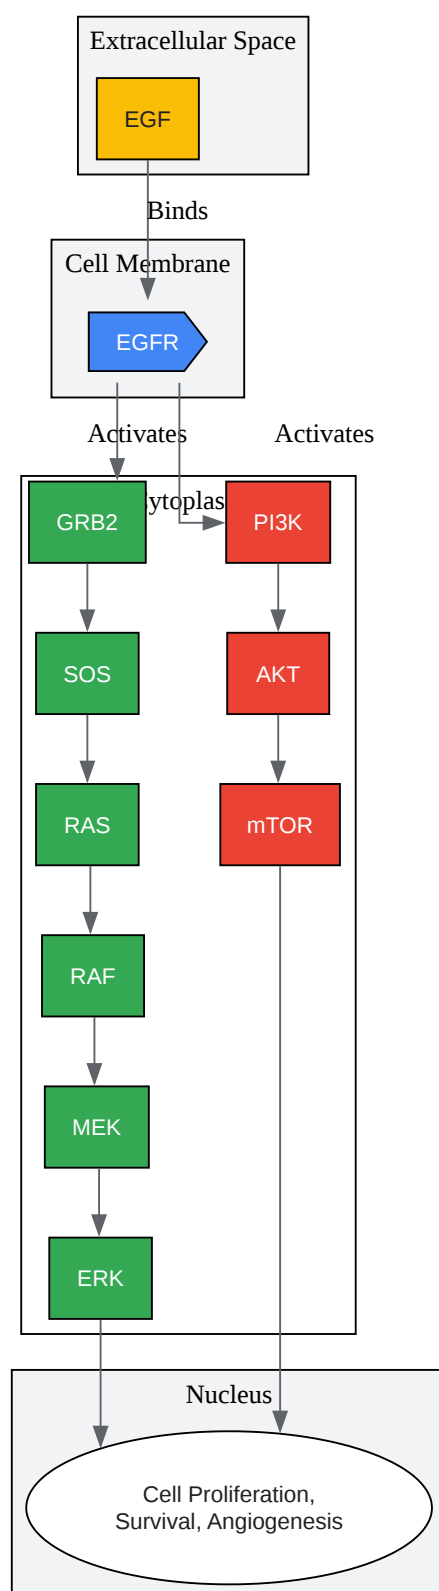 Extracellular Space
EGF
Binds
Cell Membrane
EGFR
Activates
Activates
GRB2
PI3K
SOS
AKT
RAS
mTOR
RAF
MEK
ERK
Nucleus
Cell Proliferation,
Survival, Angiogenesis